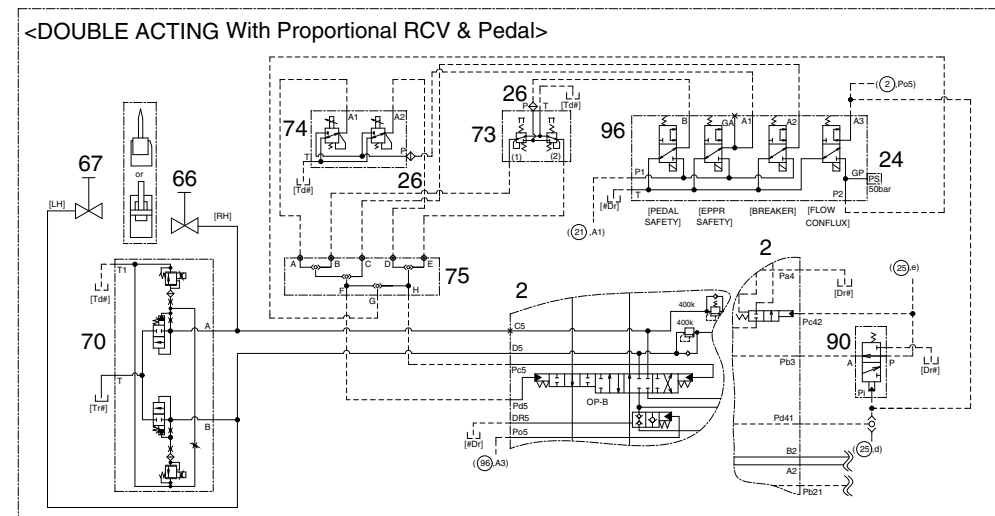 <DOUBLE ACTING With Proportional RCV & Pedal>
67
or
66
[LH]
[RH]
T1
[Td#]
70
A
T
[Tr#]
B
74
A1
A2
T
P
[Td#]
26
26
P
T
[Td#]
73
(1)
(2)
96
B
GA
A1
A2
A3
(2,Po5)
24
GP
PS
50bar
P1
T
P2
[#Dr]
(21,A1)
[PEDAL
SAFETY]
[EPPR
SAFETY]
[BREAKER]
[FLOW
CONFLUX]
A
B
C
D
E
75
F
G
H
2
C5
400k
D5
400k
Pc5
OP-B
Pd5
DR5
[#Dr]
Po5
(96,A3)
2
Pa4
[Dr#]
(25,e)
Pc42
90
Pb3
A
P
[Dr#]
Pi
Pd41
(25,d)
B2
A2
Pb21